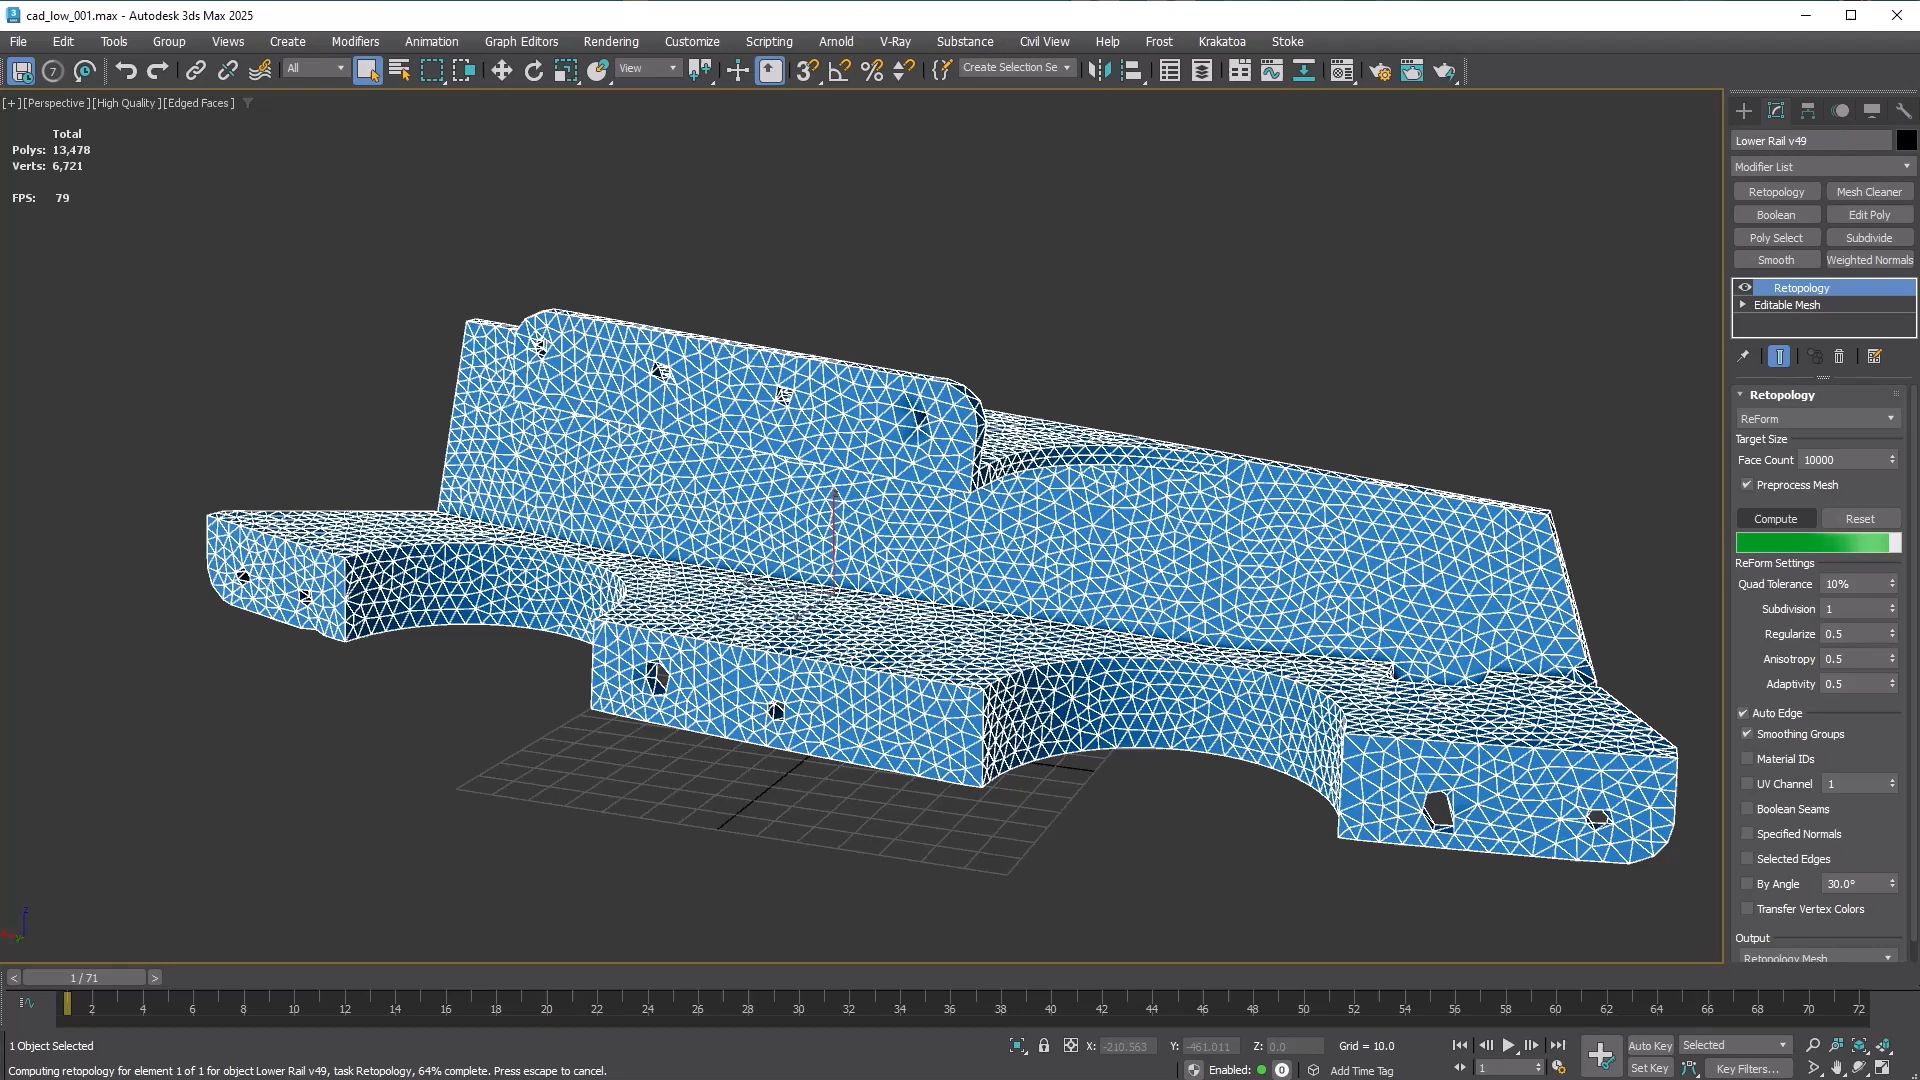 cad_low_001.max - Autodesk 3ds Max 2025
File Edit Tools Group Views Create Modifiers Animation Graph Editors Rendering Customize Scripting Arnold V-Ray Substance Civil View Help Frost Krakatoa Stoke
7 All View 3 Create Selection Se
[+] [Perspective] [High Quality] [Edged Faces]
Total
Polys: 13,478
Verts: 6,721
FPS: 79
Lower Rail v49
Modifier List
Retopology Mesh Cleaner
Boolean Edit Poly
Poly Select Subdivide
Smooth Weighted Normals
Retopology
Editable Mesh
Retopology
ReForm
Target Size
Face Count 10000
Preprocess Mesh
Compute Reset
ReForm Settings
Quad Tolerance 10%
Subdivision 1
Regularize 0.5
Anisotropy 0.5
Adaptivity 0.5
Auto Edge
Smoothing Groups
Material IDs
UV Channel 1
Boolean Seams
Specified Normals
Selected Edges
By Angle 30.0°
Transfer Vertex Colors
Output
Retopology Mesh
z
< 1 / 71 >
2 4 6 8 10 12 14 16 18 20 22 24 26 28 30 32 34 36 38 40 42 44 46 48 50 52 54 56 58 60 62 64 66 68 70 72
1 Object Selected X: -210.563 Y: -461.011 Z: 0.0 Grid = 10.0 Auto Key Selected
Computing retopology for element 1 of 1 for object Lower Rail v49, task Retopology, 64% complete. Press escape to cancel. Enabled: 0 Add Time Tag 1 Set Key Key Filters...